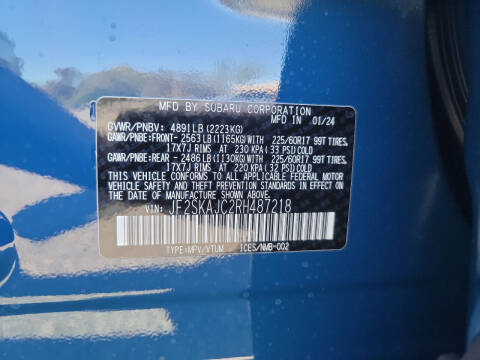 MFD BY SUBARU CORPORATION
GVWR/PNBV: 4891LB(2223KG) MFD IN 01/24
GAWR/PNBE:FRONT- 2563LB(1165KG)WITH 225/60R17 99T TIRES,
17X7J RIMS AT 230 KPA(33 PSI)COLD
GAWR/PNBE:REAR - 2486LB(1130KG)WITH 225/60R17 99T TIRES,
17X7J RIMS AT 220 KPA(32 PSI)COLD
THIS VEHICLE CONFORMS TO ALL APPLICABLE FEDERAL MOTOR
VEHICLE SAFETY, BUMPER, AND THEFT PREVENTION
STANDARDS IN EFFECT ON THE DATE
OF MANUFACTURE SHOWN ABOVE.
VIN: JF2SKAJC2RH487218
TYPE:MPV/VTUM ICES/NMB-002